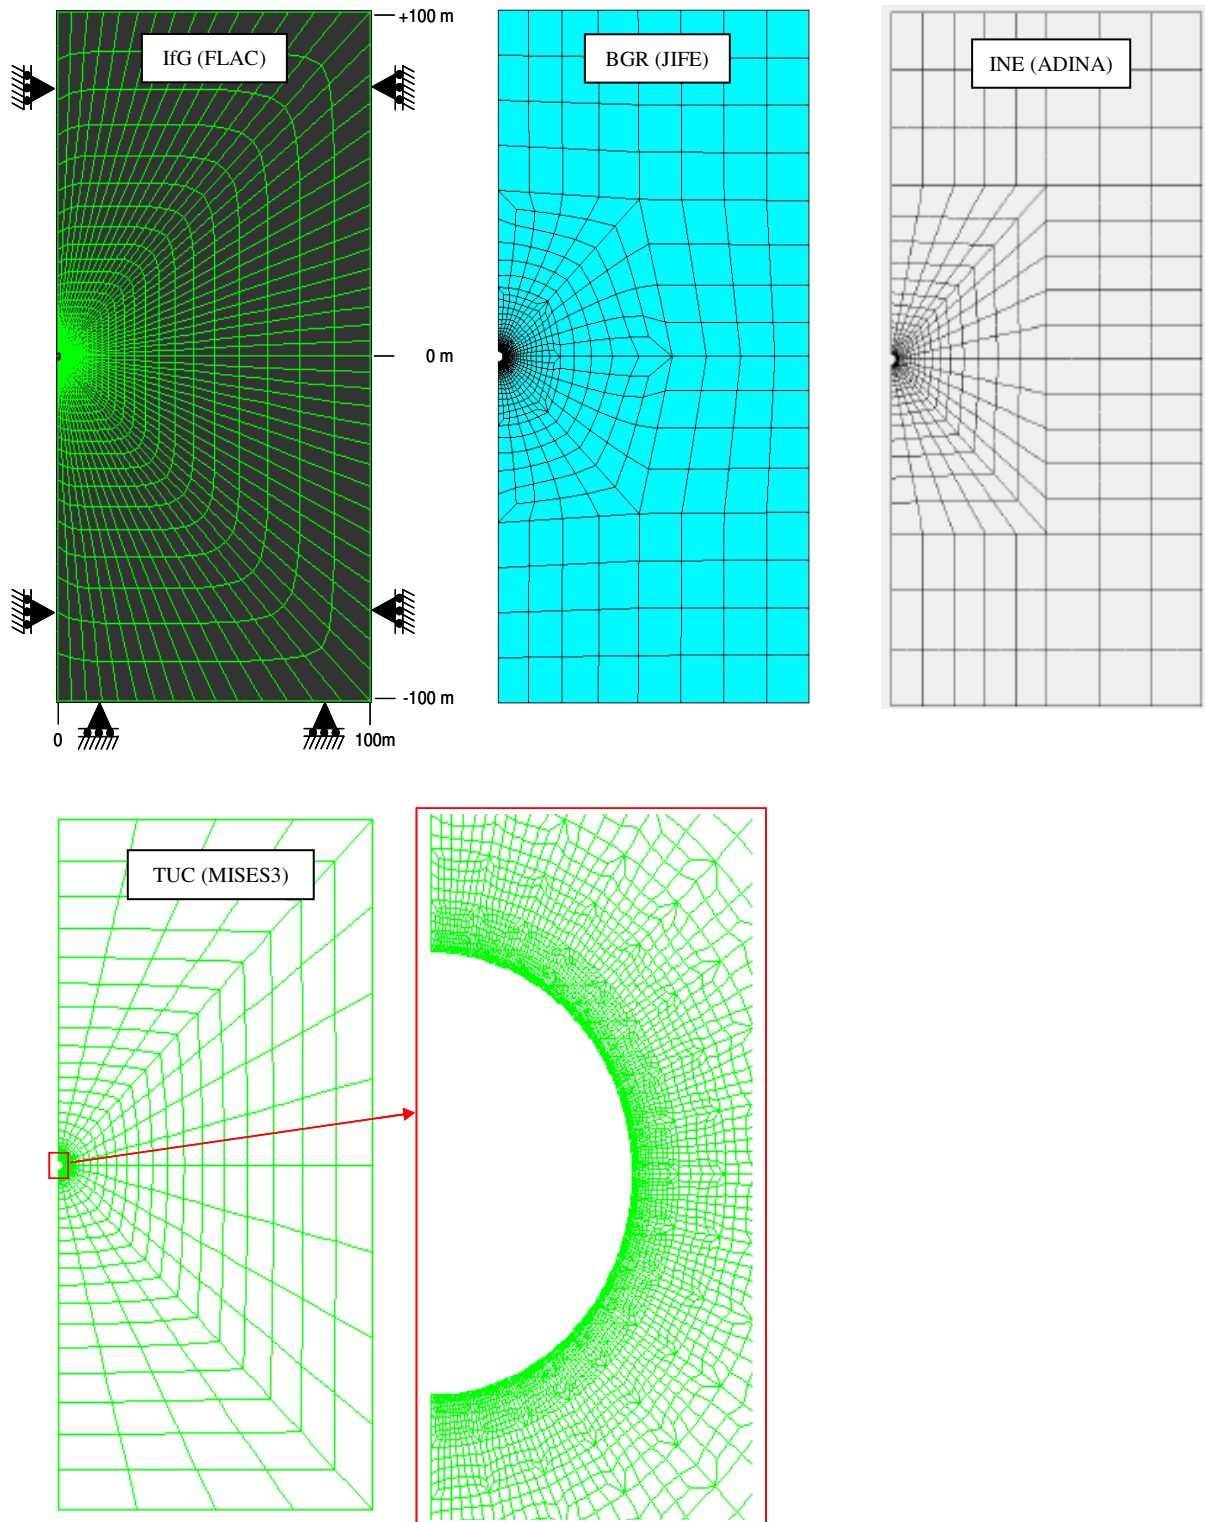 IfG (FLAC)
+100 m
BGR (JIFE)
INE (ADINA)
0 m
-100 m
0
100m
TUC (MISES3)